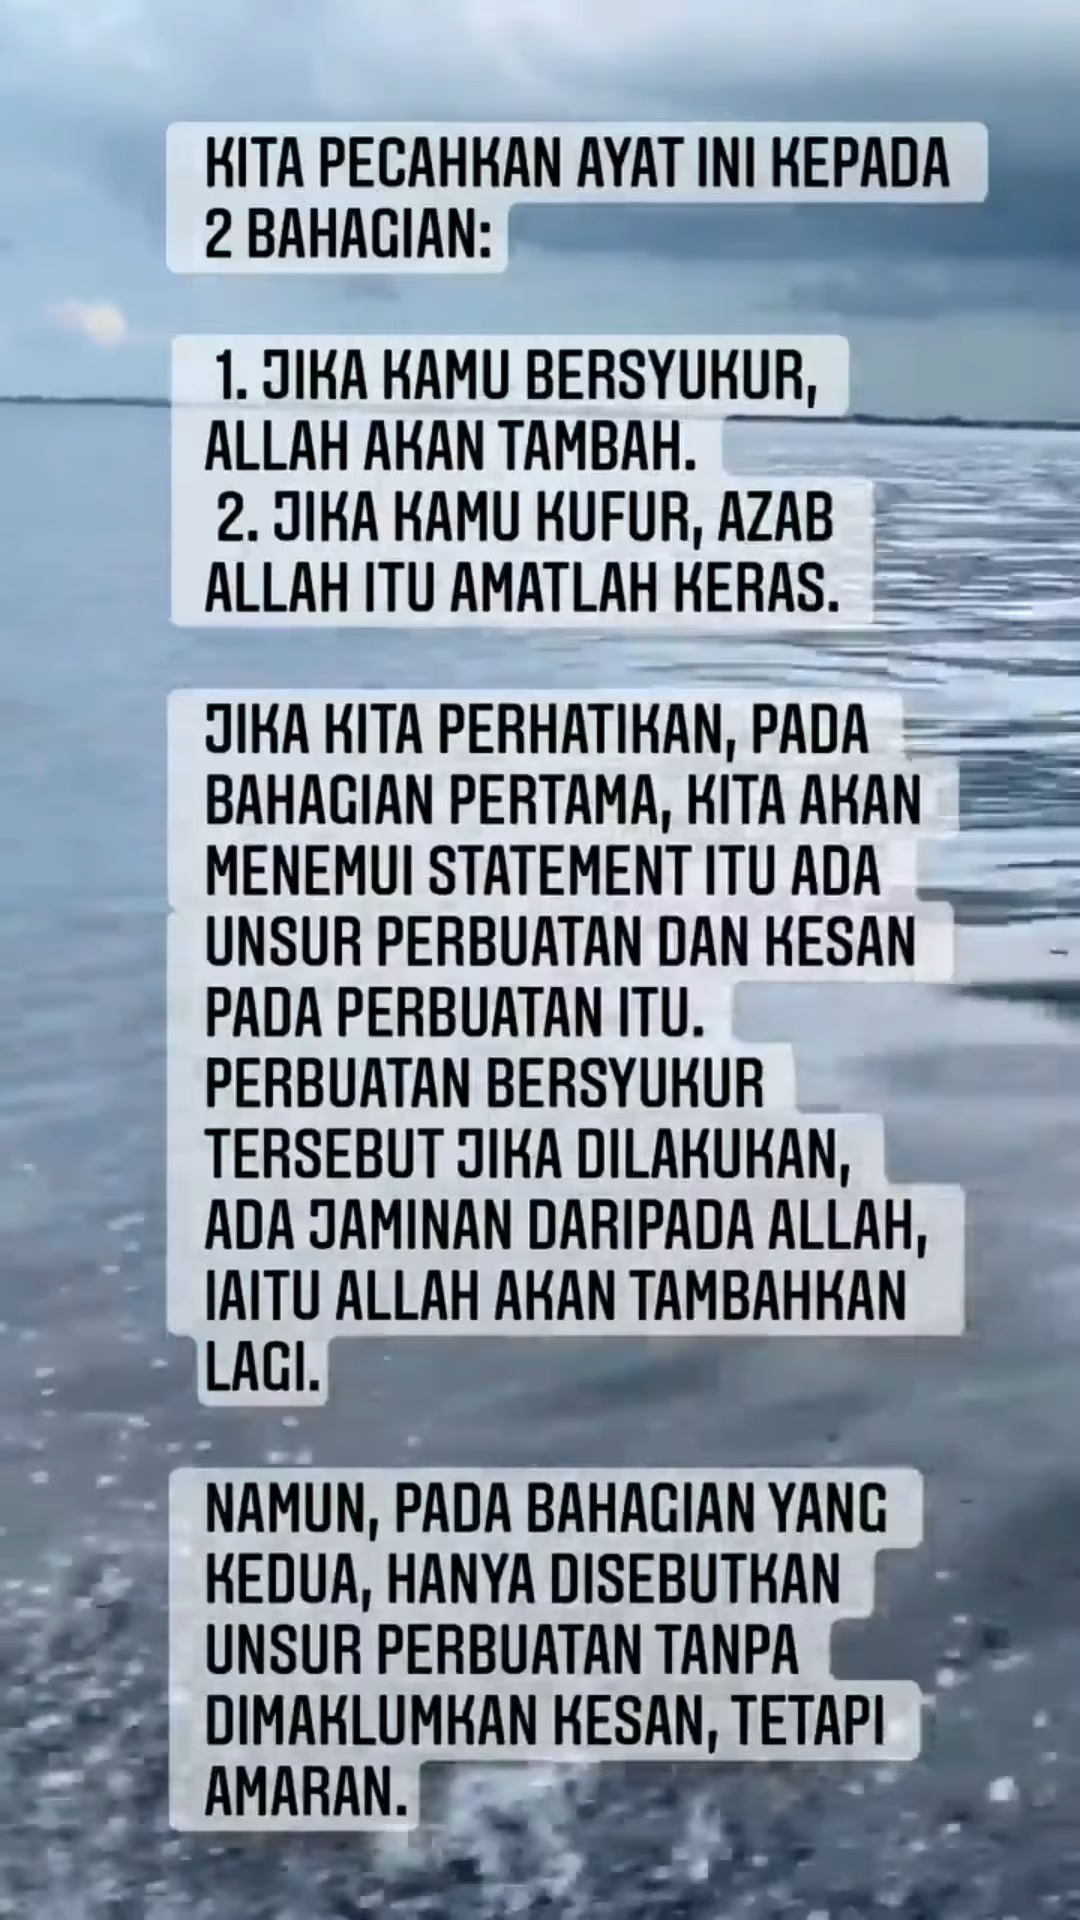 KITA PECAHKAN AYAT INI KEPADA
2 BAHAGIAN:
1. JIKA KAMU BERSYUKUR,
ALLAH AKAN TAMBAH.
2. JIKA KAMU KUFUR, AZAB
ALLAH ITU AMATLAH KERAS.
JIKA KITA PERHATIKAN, PADA
BAHAGIAN PERTAMA, KITA AKAN
MENEMUI STATEMENT ITU ADA
UNSUR PERBUATAN DAN KESAN
PADA PERBUATAN ITU.
PERBUATAN BERSYUKUR
TERSEBUT JIKA DILAKUKAN,
ADA JAMINAN DARIPADA ALLAH,
IAITU ALLAH AKAN TAMBAHKAN
LAGI.
NAMUN, PADA BAHAGIAN YANG
KEDUA, HANYA DISEBUTKAN
UNSUR PERBUATAN TANPA
DIMAKLUMKAN KESAN, TETAPI
AMARAN.